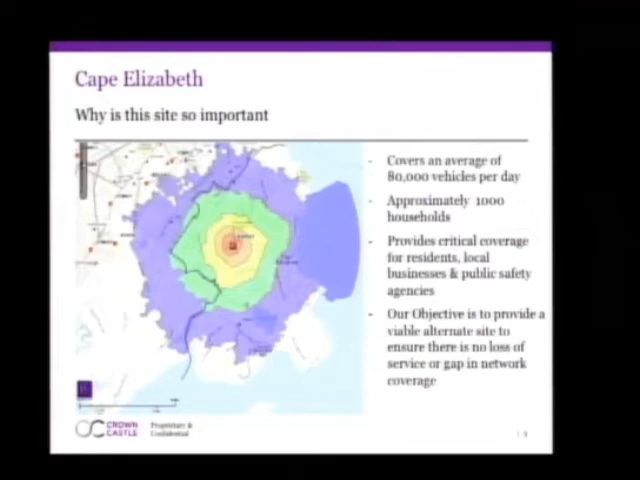 Cape Elizabeth
Why is this site so important
- Covers an average of
80,000 vehicles per day
- Approximately 1000
households
- Provides critical coverage
for residents, local
businesses & public safety
agencies
- Our Objective is to provide a
viable alternate site to
ensure there is no loss of
service or gap in network
coverage
CROWN
CASTLE
Proprietary &
Confidential